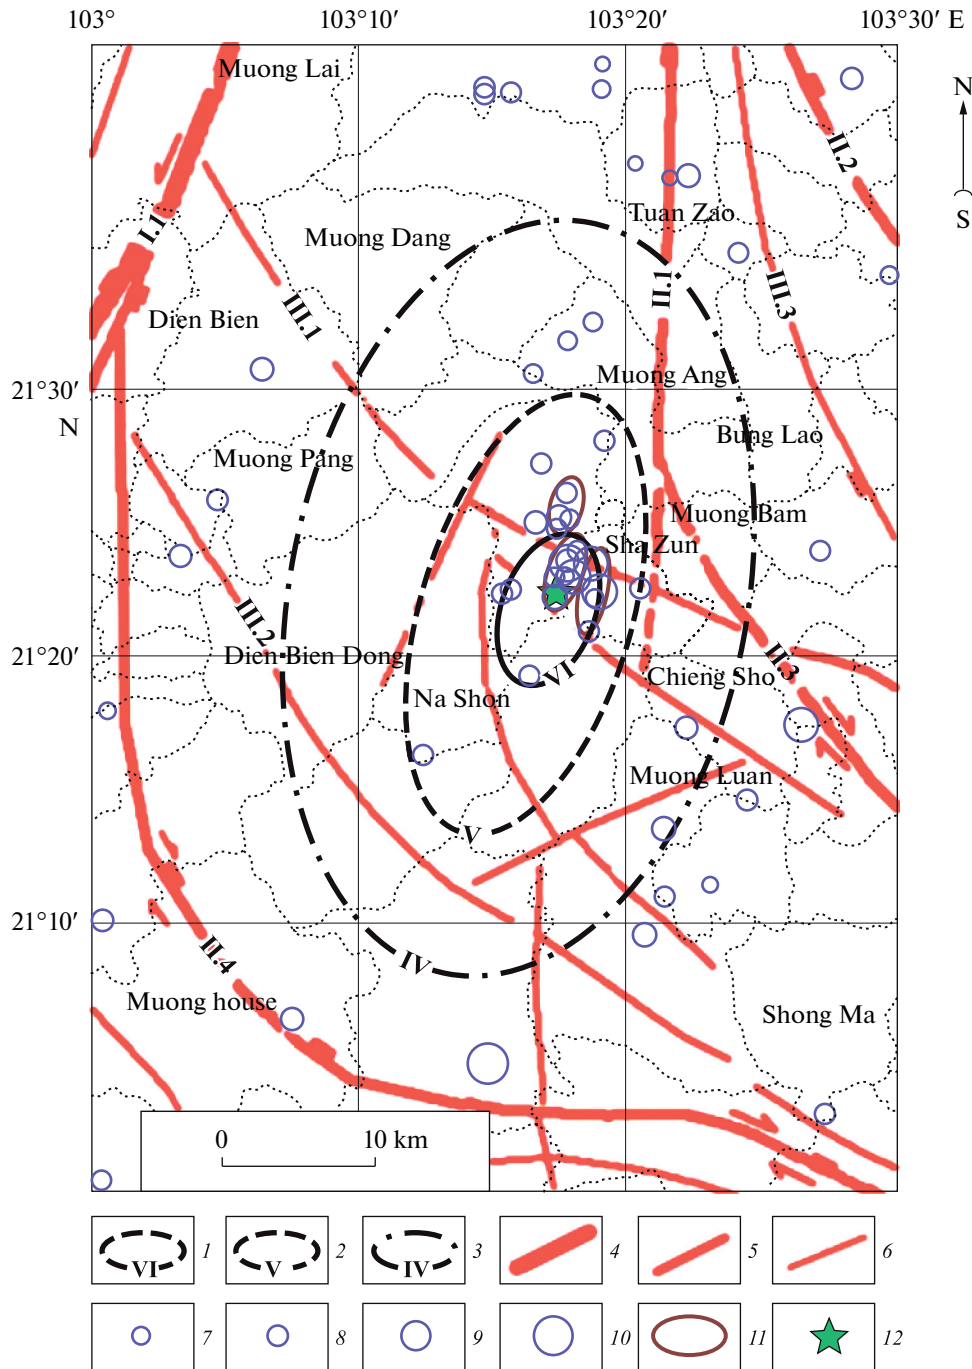 103° 103°10′ 103°20′ 103°30′ E
Muong Lai
N
II.2
S
Tuan Zao
I.1
Muong Dang
II.1
III.3
III.1
Dien Bien
21°30′
Muong Ang
N
Bung Lao
Muong Pang
Muong Bam
Sha Zun
III.2
21°20′
Dien Bien Dong
II.3
VI
Chieng Sho
Na Shon
Muong Luan
V
21°10′
II.4
IV
Muong house
Shong Ma
0 10 km
VI 1 V 2 IV 3 4 5 6
7 8 9 10 11 12